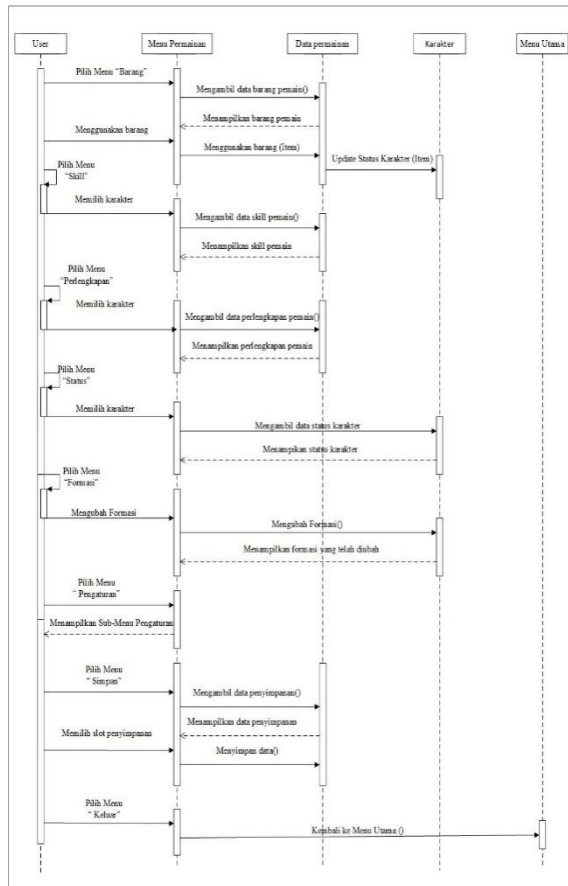 User
Menu Permainan
Data permainan
Karakter
Menu Utama
Pilih Menu "Barang"
Mengambil data barang pemain()
Menampilkan barang pemain
Menggunakan barang
Menggunakan barang (Item)
Update Status Karakter (Item)
Pilih Menu
"Skill"
Memilih karakter
Mengambil data skill pemain()
Menampilkan skill pemain
Pilih Menu
"Perlengkapan"
Memilih karakter
Mengambil data perlengkapan pemain()
Menampilkan perlengkapan pemain
Pilih Menu
"Status"
Memilih karakter
Mengambil data status karakter
Menampikan status karakter
Pilih Menu
"Formasi"
Mengubah Formasi
Mengubah Formasi()
Menampilkan formasi yang telah diubah
Pilih Menu
" Pengaturan"
Menampilkan Sub-Menu Pengaturan
Pilih Menu
" Simpan"
Mengambil data penyimpanan()
Menampilkan data penyimpanan
Memilih slot penyimpanan
Menyimpan data()
Pilih Menu
" Keluar"
Kembali ke Menu Utama ()